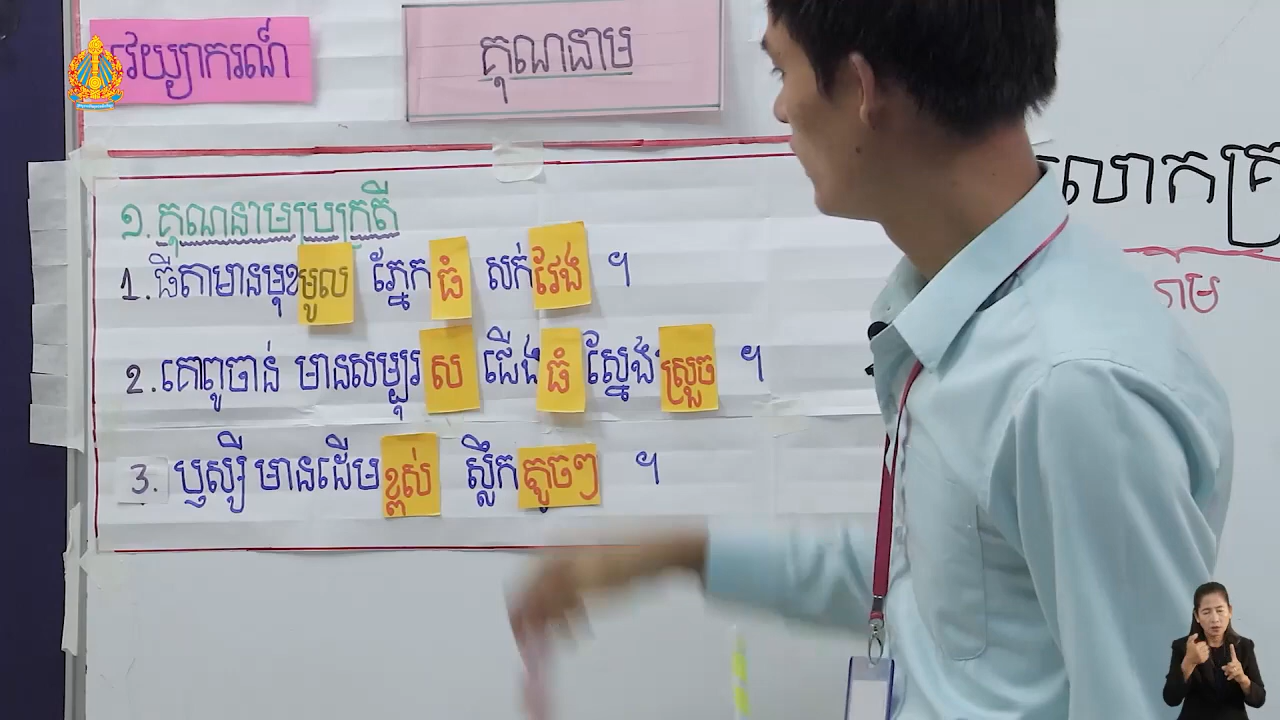 វេយ្យាករណ៍
គុណនាម
១. គុណនាមប្រក្រតី
1. ធីតាមានមុខមូល ភ្នែកធំ សក់វែង ។
2. គោពូចាន់ មានសម្បុរស ជើងធំ ស្នែងស្រួច ។
3. ឫស្សី មានដើមខ្ពស់ ស្លឹកតូចៗ ។
លោកគ្រ
នាម